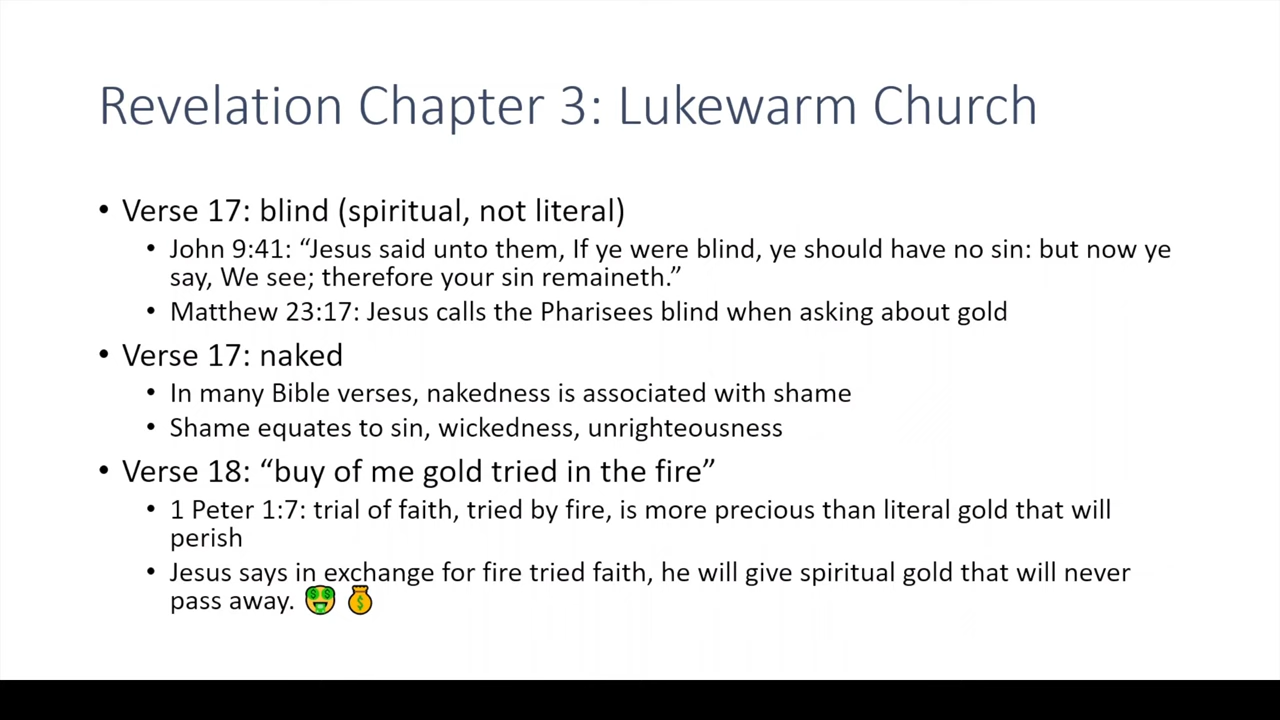 Revelation Chapter 3: Lukewarm Church
• Verse 17: blind (spiritual, not literal)
• John 9:41: “Jesus said unto them, If ye were blind, ye should have no sin: but now ye
say, We see; therefore your sin remaineth.”
• Matthew 23:17: Jesus calls the Pharisees blind when asking about gold
• Verse 17: naked
• In many Bible verses, nakedness is associated with shame
• Shame equates to sin, wickedness, unrighteousness
• Verse 18: “buy of me gold tried in the fire”
• 1 Peter 1:7: trial of faith, tried by fire, is more precious than literal gold that will
perish
• Jesus says in exchange for fire tried faith, he will give spiritual gold that will never
pass away. 🤑 💰